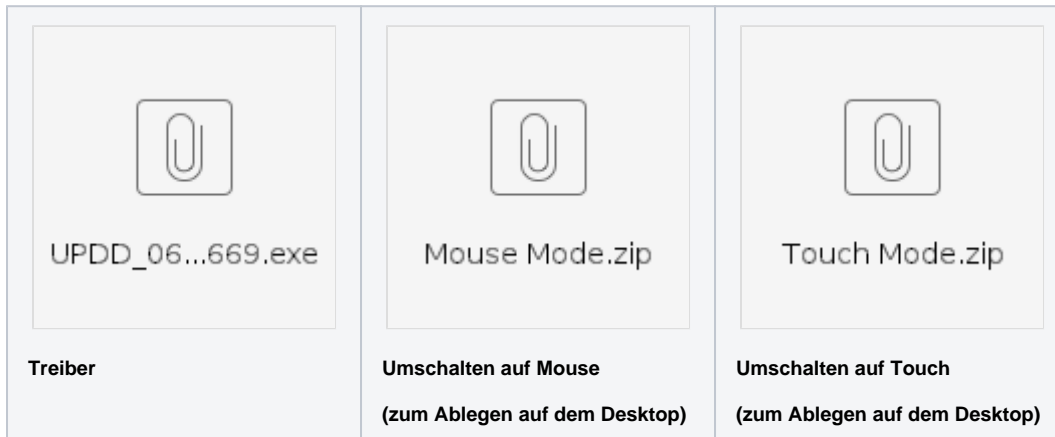 UPDD_06...669.exe
Treiber
Mouse Mode.zip
Umschalten auf Mouse
(zum Ablegen auf dem Desktop)
Touch Mode.zip
Umschalten auf Touch
(zum Ablegen auf dem Desktop)